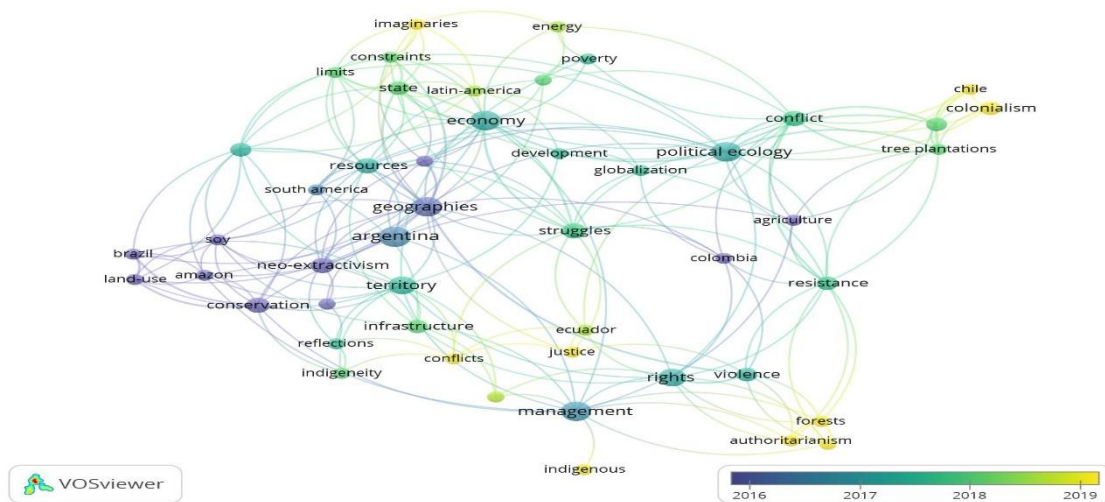 imaginaries
energy
constraints
poverty
limits
state
latin-america
chile
colonialism
economy
conflict
development
political ecology
tree plantations
resources
globalization
south america
geographies
agriculture
argentina
struggles
soy
brazil
colombia
neo-extractivism
land-use
amazon
territory
resistance
conservation
infrastructure
ecuador
reflections
justice
conflicts
indigeneity
rights
violence
management
forests
authoritarianism
indigenous
VOSviewer
2016 2017 2018 2019